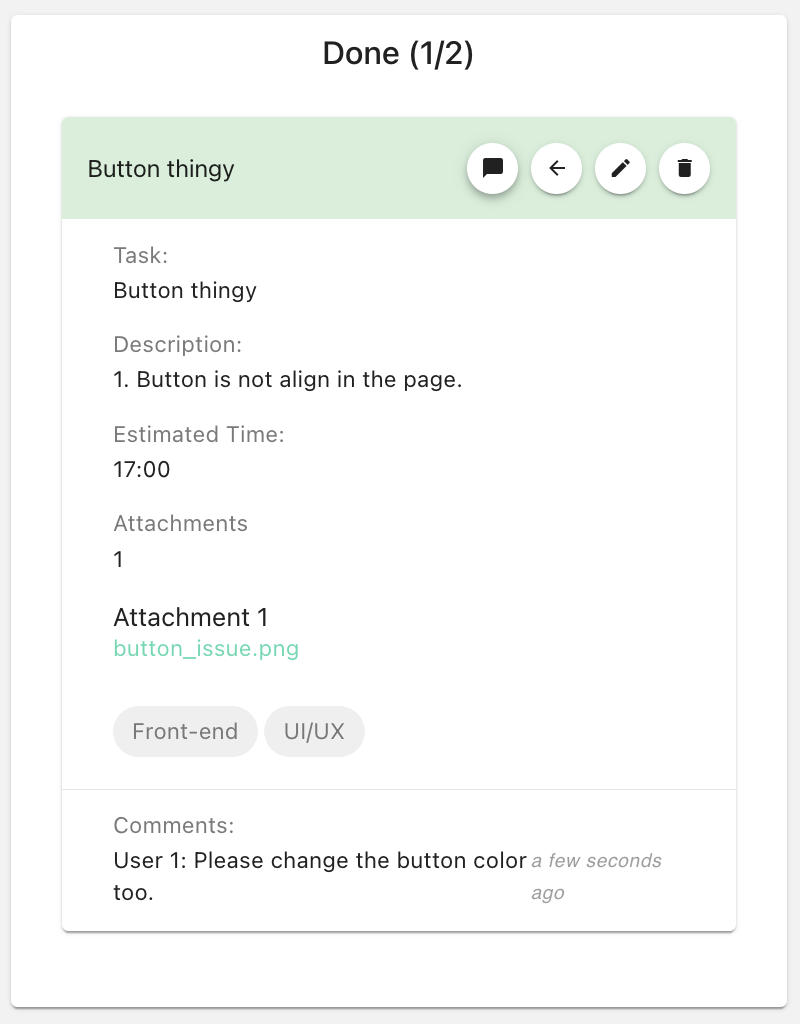 Done (1/2)
Button thingy
Task:
Button thingy
Description:
1. Button is not align in the page.
Estimated Time:
17:00
Attachments
1
Attachment 1
button_issue.png
Front-end UI/UX
Comments:
User 1: Please change the button color a few seconds
too. ago